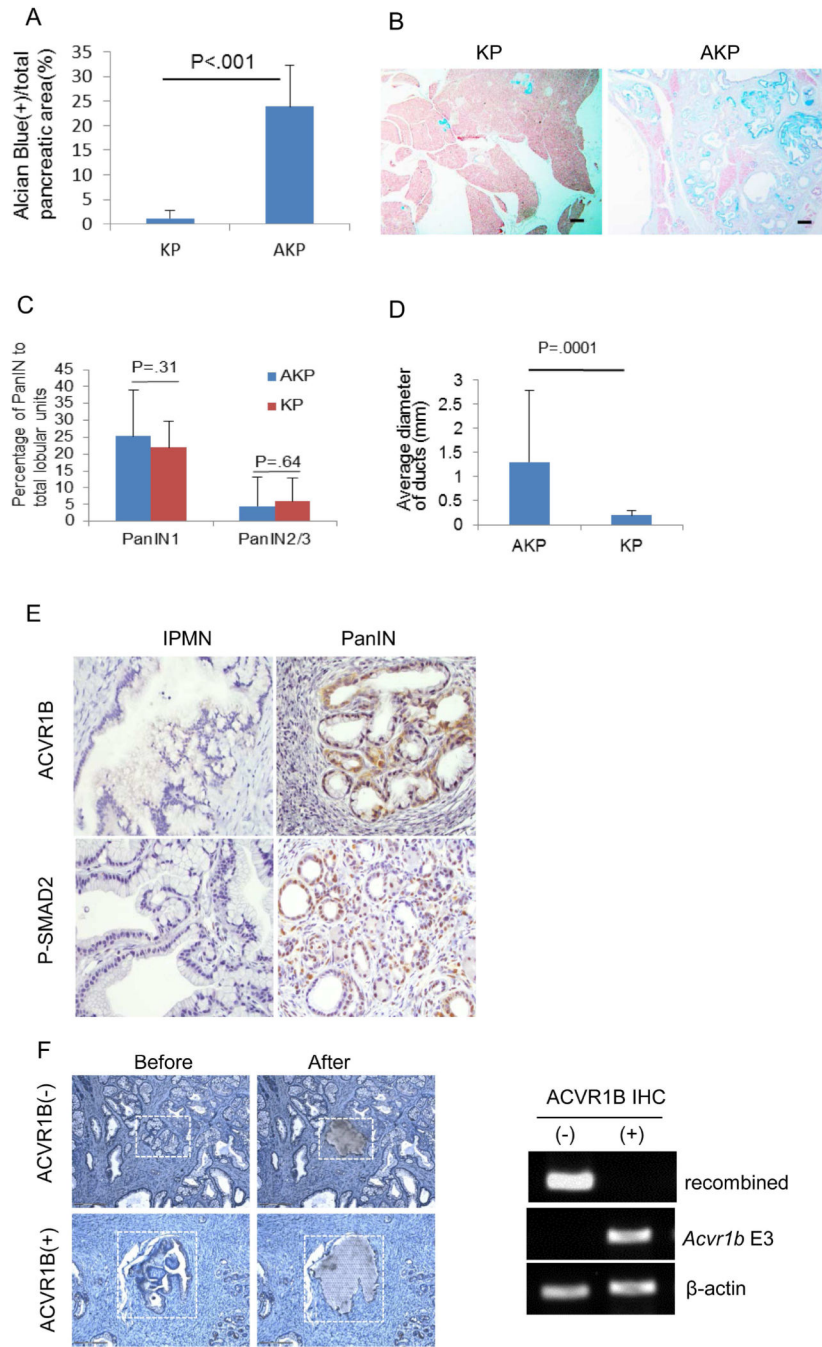 A
P<.001
Alcian Blue(+)/total
pancreatic area(%)
35
30
25
20
15
10
5
0
KP
AKP
B
KP
AKP
C
Percentage of PanIN to
total lobular units
45
40
35
30
25
20
15
10
5
0
P=.31
P=.64
AKP
KP
PanIN1
PanIN2/3
D
P=.0001
Average diameter
of ducts (mm)
3
2.5
2
1.5
1
0.5
0
AKP
KP
E
IPMN
PanIN
ACVR1B
P-SMAD2
F
Before
After
ACVR1B(-)
ACVR1B(+)
ACVR1B IHC
(-)
(+)
recombined
Acvr1b E3
β-actin